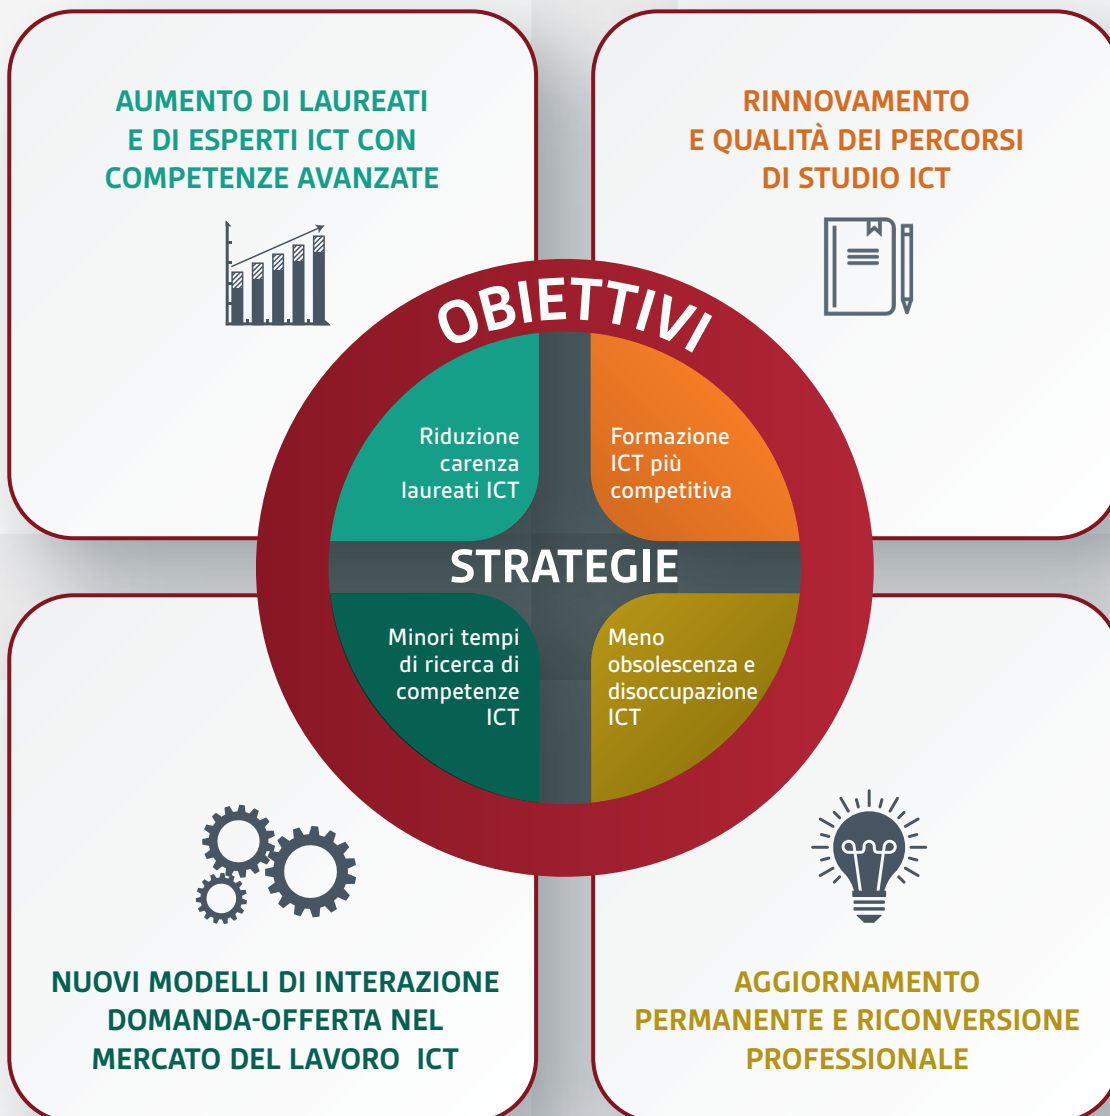 AUMENTO DI LAUREATI
E DI ESPERTI ICT CON
COMPETENZE AVANZATE
RINNOVAMENTO
E QUALITÀ DEI PERCORSI
DI STUDIO ICT
OBIETTIVI
Riduzione
carenza
laureati ICT
Formazione
ICT più
competitiva
STRATEGIE
Minori tempi
di ricerca di
competenze
ICT
Meno
obsolescenza e
disoccupazione
ICT
NUOVI MODELLI DI INTERAZIONE
DOMANDA-OFFERTA NEL
MERCATO DEL LAVORO ICT
AGGIORNAMENTO
PERMANENTE E RICONVERSIONE
PROFESSIONALE